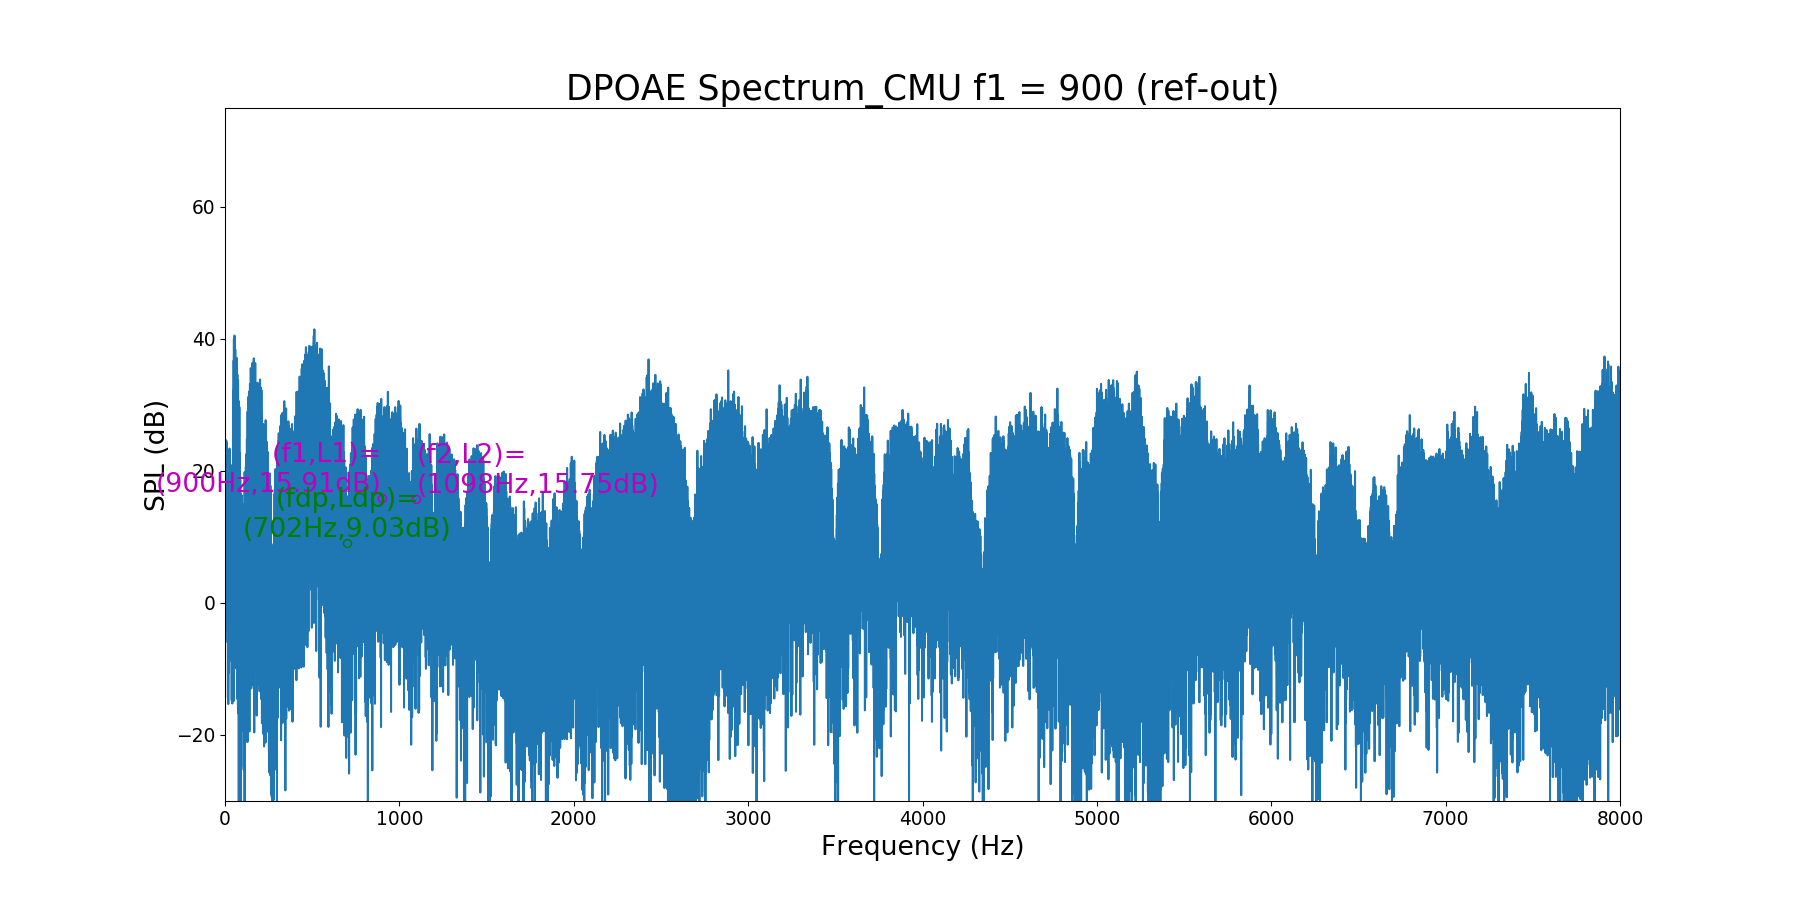 DPOAE Spectrum_CMU f1 = 900 (ref-out)
60
40
20
0
−20
SPL (dB)
(f1,L1)=
(900Hz,15.91dB)
(f2,L2)=
(1098Hz,15.75dB)
(fdp,Ldp)=
(702Hz,9.03dB)
0 1000 2000 3000 4000 5000 6000 7000 8000
Frequency (Hz)